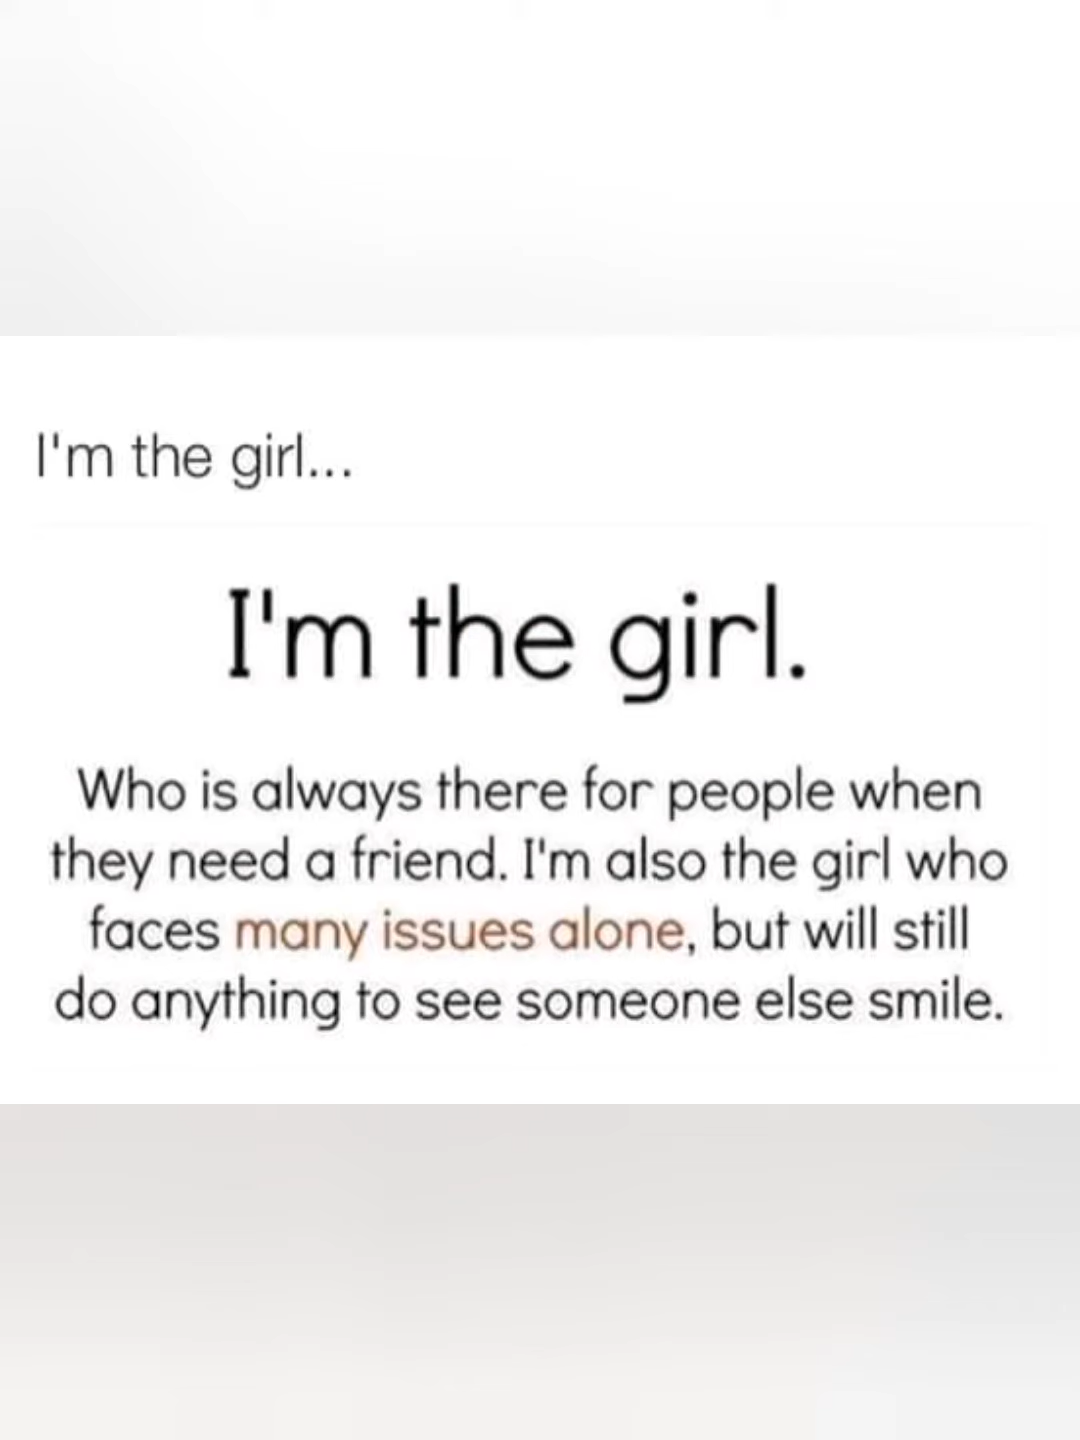 I'm the girl...
I'm the girl.
Who is always there for people when
they need a friend. I'm also the girl who
faces many issues alone, but will still
do anything to see someone else smile.